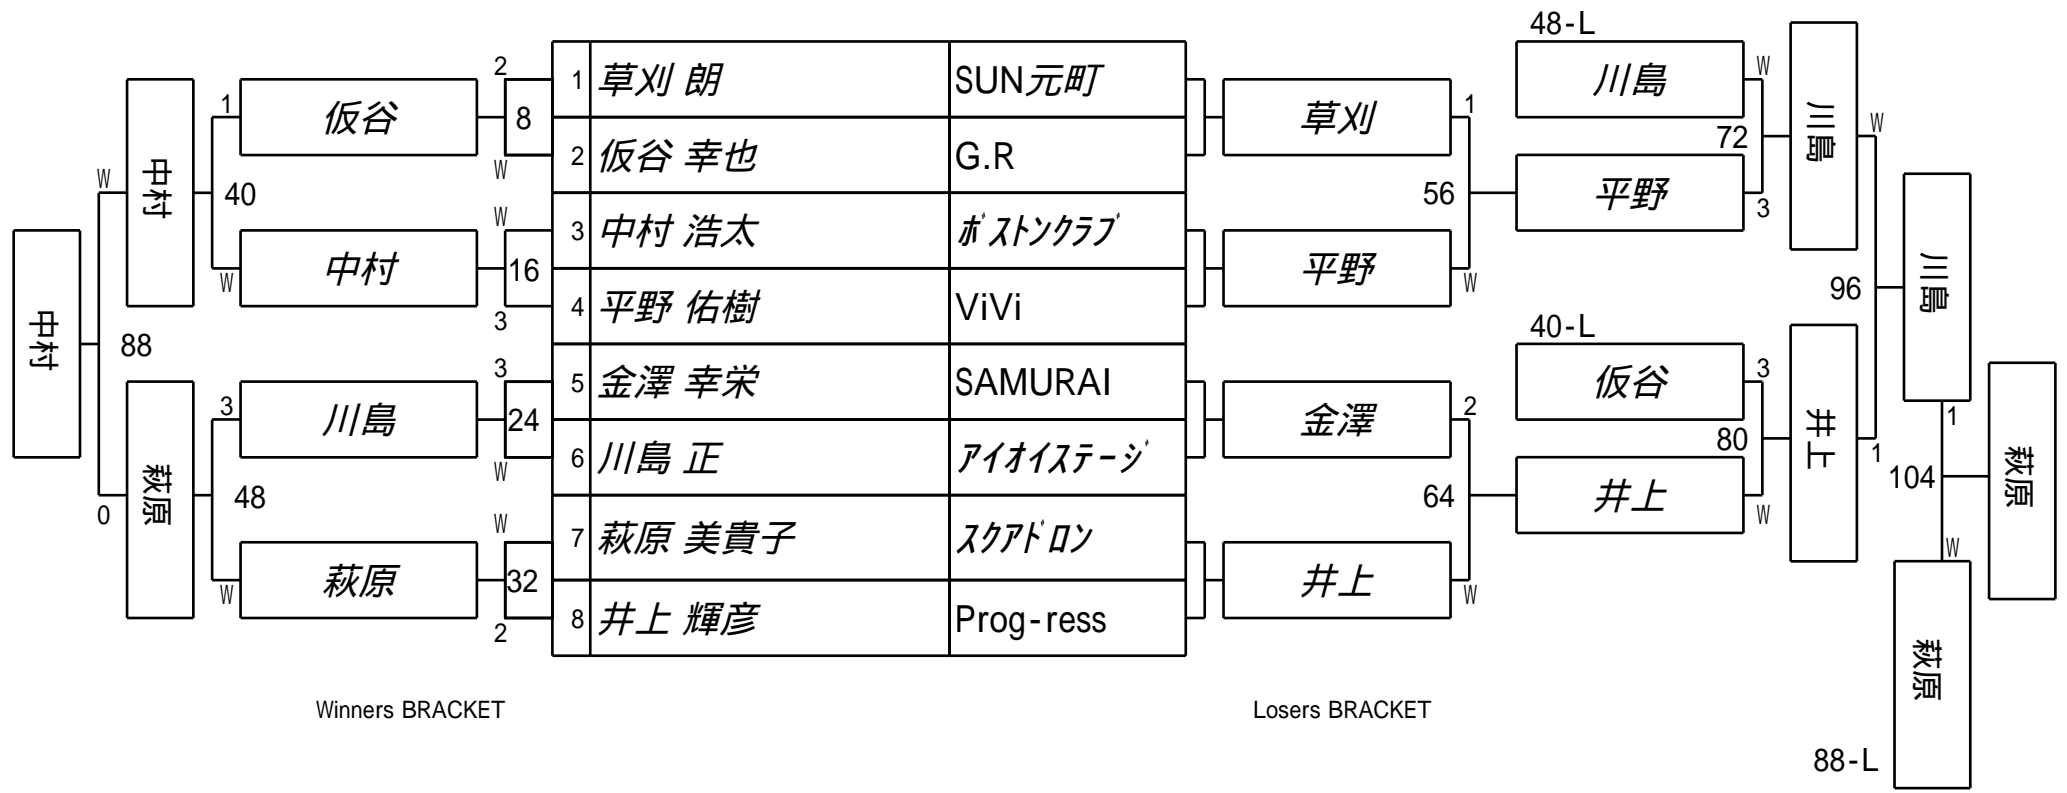 48-L
2
1 草刈 朗 SUN元町
川島 W
1 仮谷 8
草刈 1
72 川島 W
W
2 仮谷 幸也 G.R
W 中村 40
56
平野 3
W
3 中村 浩太 ボストンクラブ
W 中村 16
平野 W
川島
3
4 平野 佑樹 ViVi
96
中村 88
40-L
3
5 金澤 幸栄 SAMURAI
仮谷 3
3 川島 24
金澤 2
80 井上 1
1
W
6 川島 正 アイオイステージ
0 萩原 48
64
井上 W
104 萩原
W
7 萩原 美貴子 スクアドロン
W
W 萩原 32
井上 W
2
8 井上 輝彦 Prog-ress
萩原
Winners BRACKET
Losers BRACKET
88-L